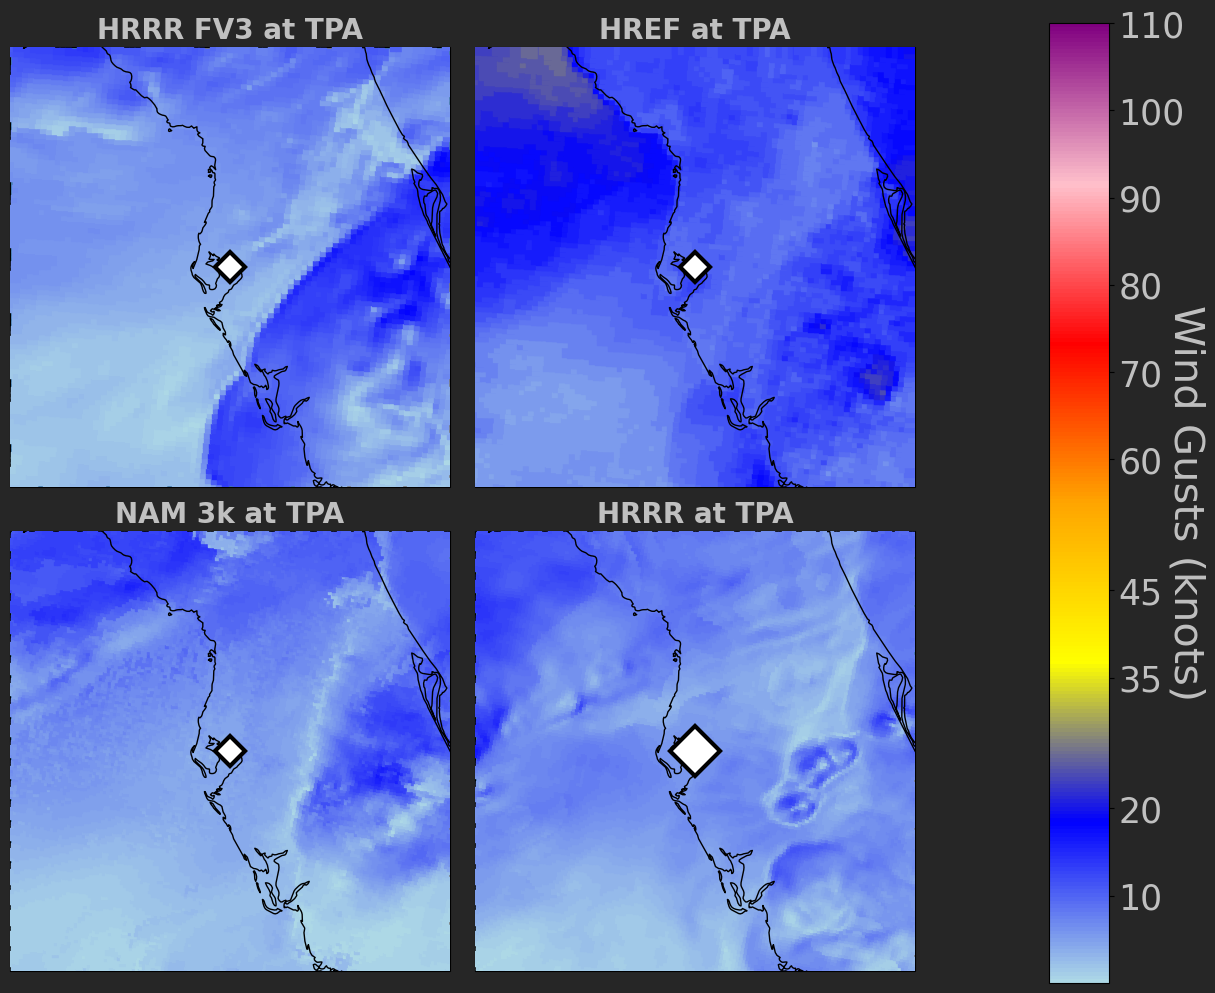 HRRR FV3 at TPA
HREF at TPA
NAM 3k at TPA
HRRR at TPA
110
100
90
80
70
60
45
35
20
10
Wind Gusts (knots)